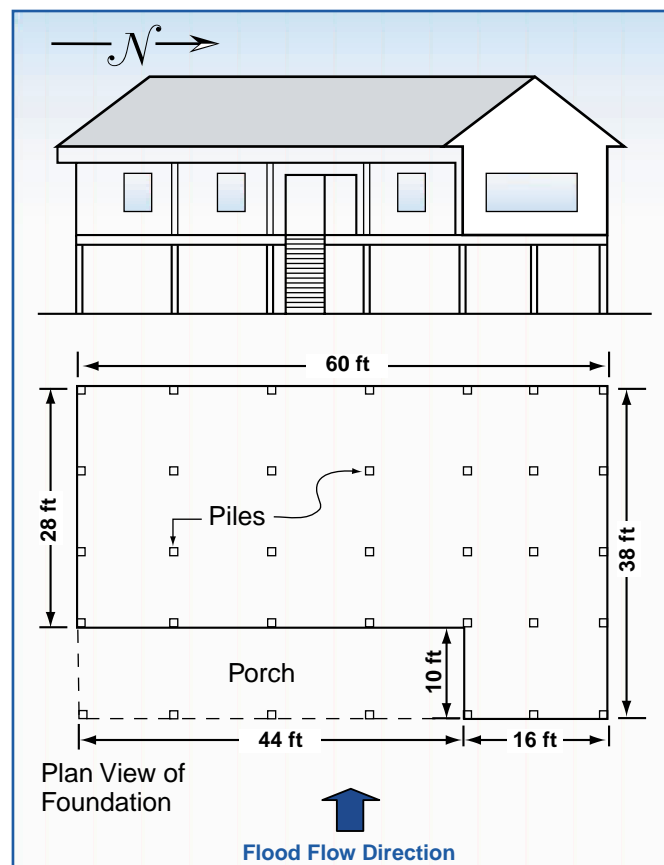 N
60 ft
28 ft
Piles
38 ft
Porch
10 ft
44 ft
16 ft
Plan View of
Foundation
Flood Flow Direction